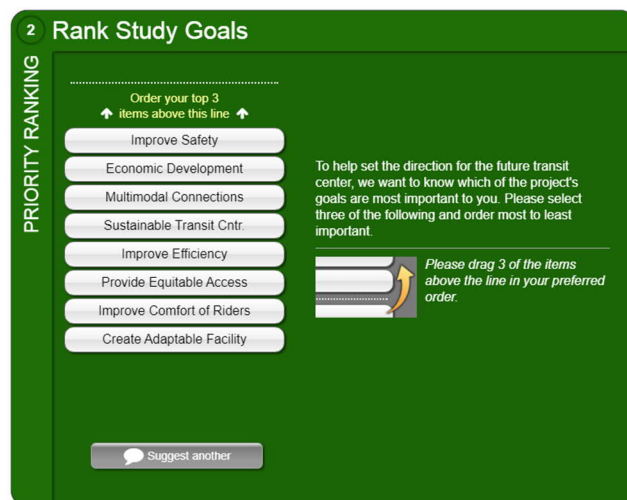 2 Rank Study Goals
PRIORITY RANKING
Order your top 3
items above this line
Improve Safety
Economic Development
Multimodal Connections
Sustainable Transit Cntr.
Improve Efficiency
Provide Equitable Access
Improve Comfort of Riders
Create Adaptable Facility
Suggest another
To help set the direction for the future transit
center, we want to know which of the project's
goals are most important to you. Please select
three of the following and order most to least
important.
Please drag 3 of the items
above the line in your preferred
order.